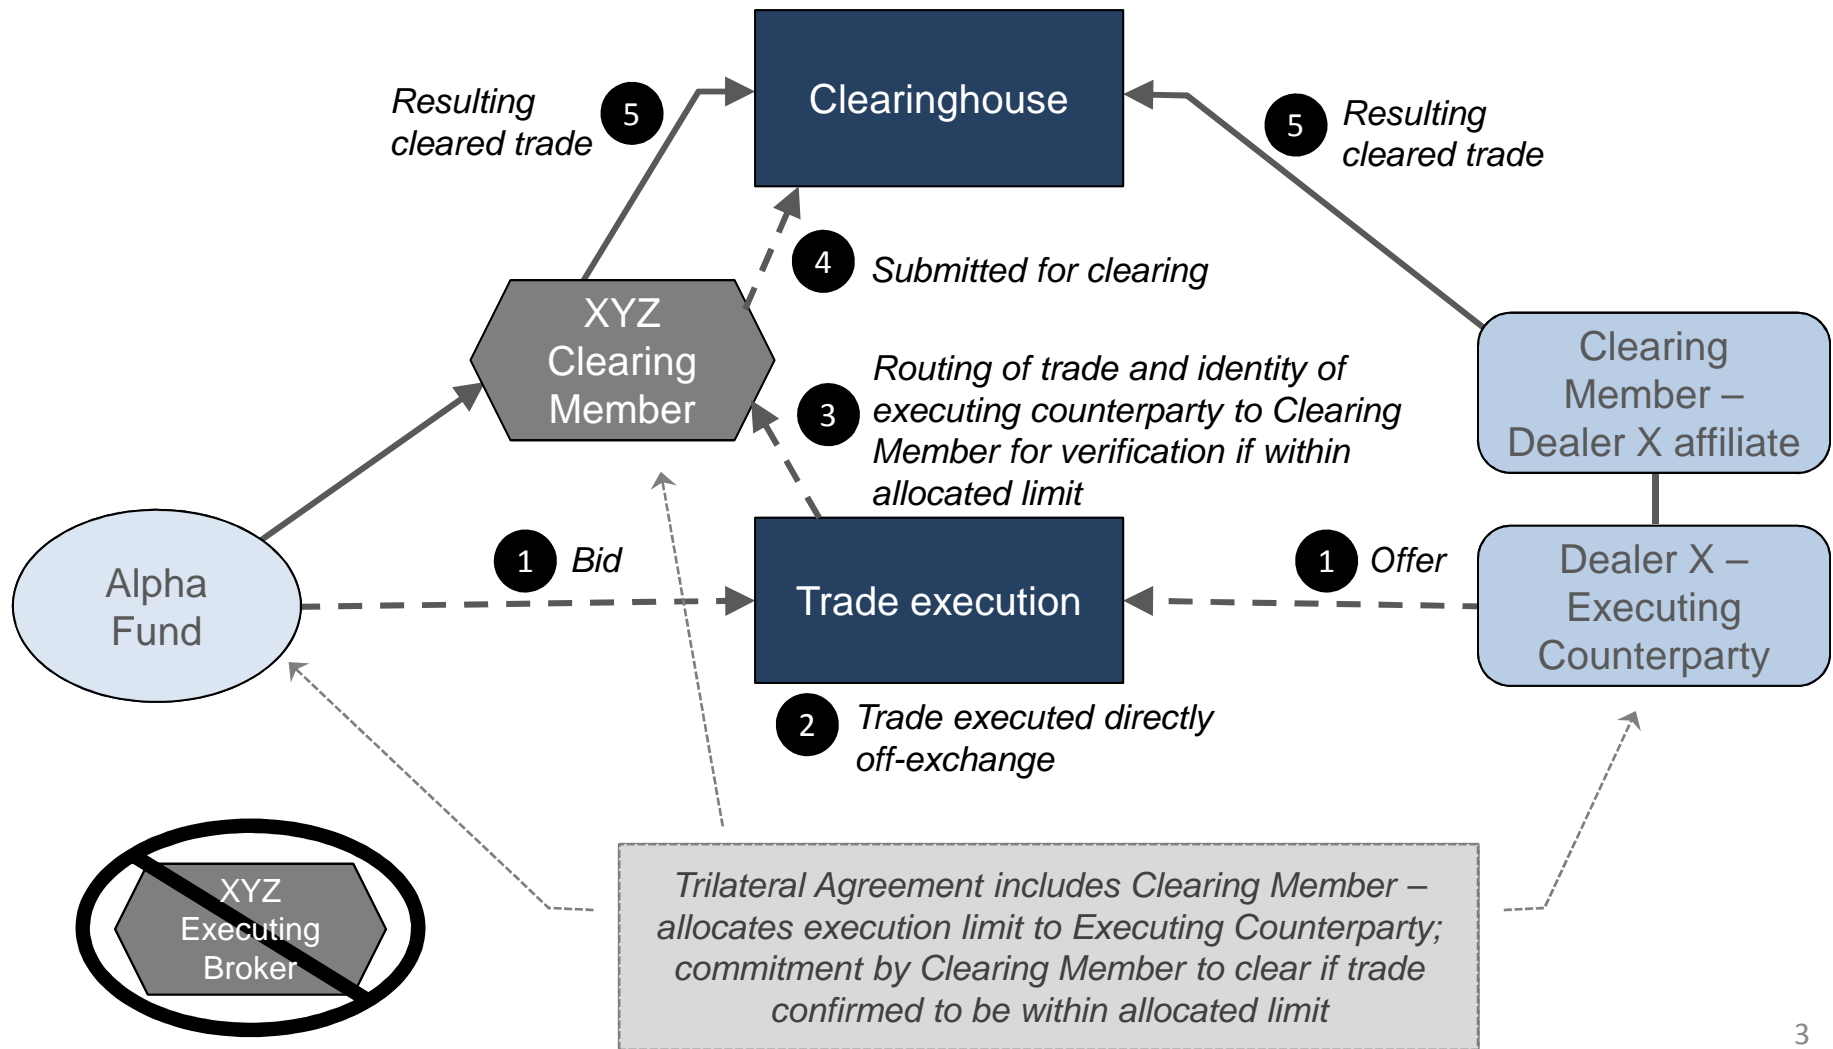 Clearinghouse
Resulting
cleared trade
5
5
Resulting
cleared trade
4
Submitted for clearing
XYZ
Clearing
Member
3
Routing of trade and identity of
executing counterparty to Clearing
Member for verification if within
allocated limit
Clearing
Member –
Dealer X affiliate
Alpha
Fund
1
Bid
Trade execution
1
Offer
Dealer X –
Executing
Counterparty
2
Trade executed directly
off-exchange
XYZ
Executing
Broker
Trilateral Agreement includes Clearing Member –
allocates execution limit to Executing Counterparty;
commitment by Clearing Member to clear if trade
confirmed to be within allocated limit
3